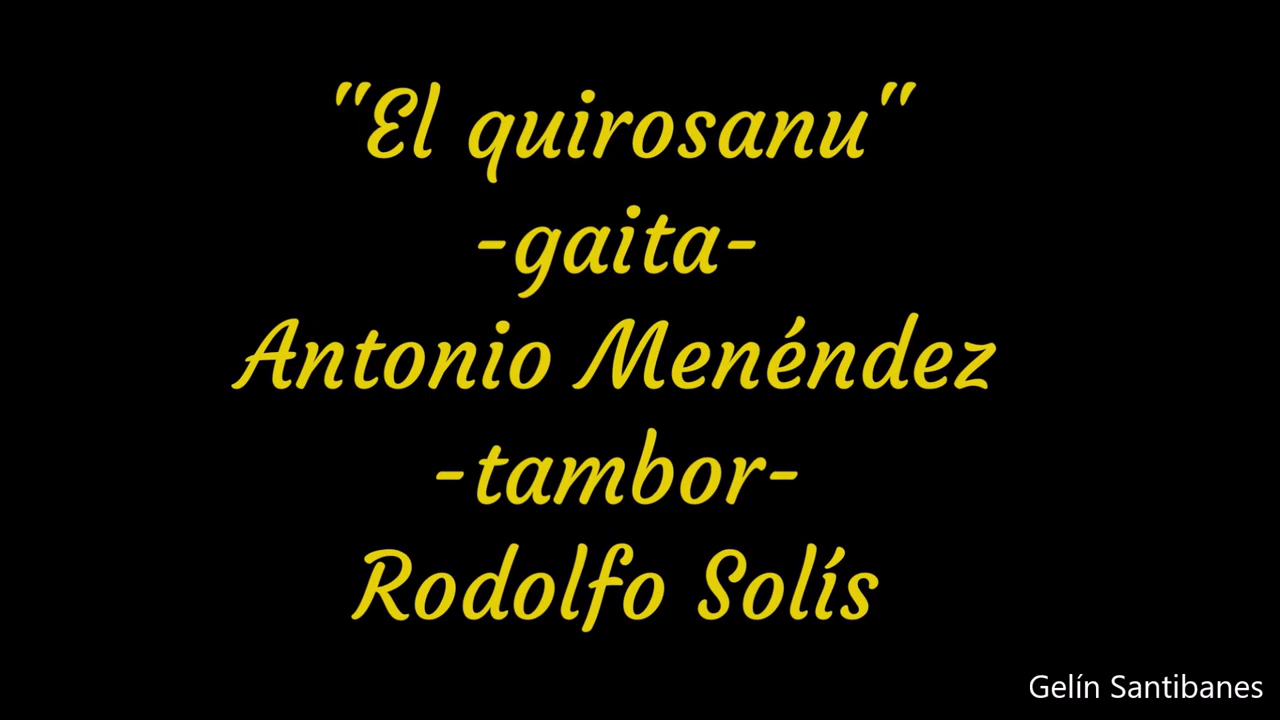 "El quirosanu"
-gaita-
Antonio Menéndez
-tambor-
Rodolfo Solís
Gelín Santibanes